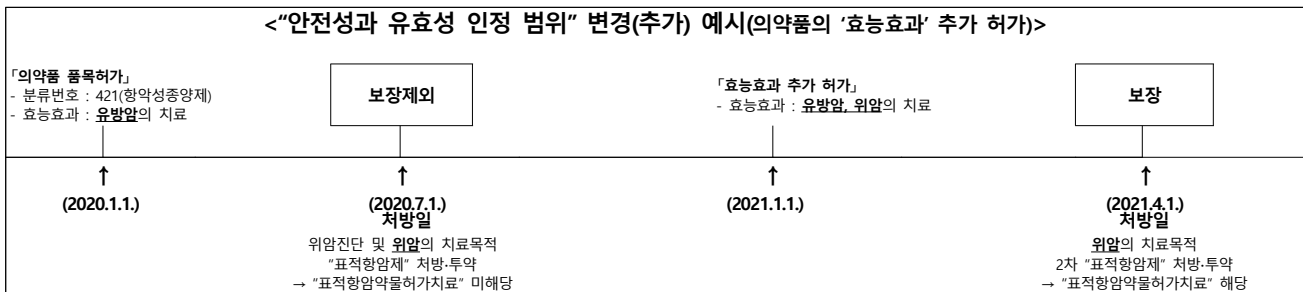 <“안전성과 유효성 인정 범위” 변경(추가) 예시(의약품의 ‘효능효과’ 추가 허가)>
「의약품 품목허가」
- 분류번호 : 421(항악성종양제)
- 효능효과 : 유방암의 치료
보장제외
「효능효과 추가 허가」
- 효능효과 : 유방암, 위암의 치료
보장
↑
(2020.1.1.)
↑
(2020.7.1.)
처방일
위암진단 및 위암의 치료목적
“표적항암제” 처방·투약
→ “표적항암약물허가치료” 미해당
↑
(2021.1.1.)
↑
(2021.4.1.)
처방일
위암의 치료목적
2차 “표적항암제” 처방·투약
→ “표적항암약물허가치료” 해당